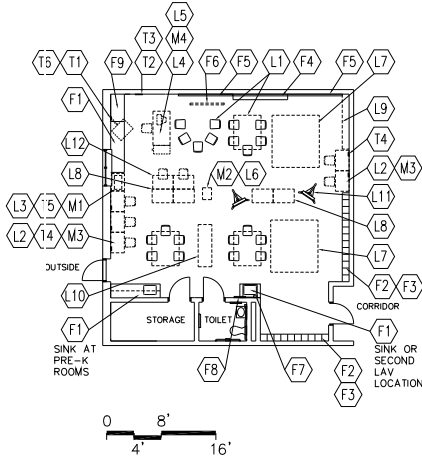 L5
T3 M4
T6 T1 F9 T2 L4 F6 F5 L1 F4 F5 L7
F1
L9
T4
L12
L2 M3
L8
M2 L6
L11
L3 T5 M1
L8
L2 T4 M3
L7
OUTSIDE
F2 F3
L10
CORRIDOR
F1
STORAGE
TOILET
F1
SINK AT
PRE-K
ROOMS
SINK OR
SECOND
LAV
LOCATION
F8
F7
F2
F3
0 8'
4' 16'